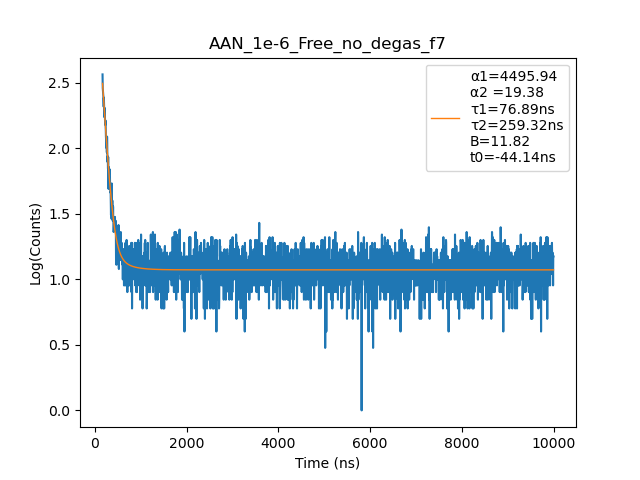 AAN_1e-6_Free_no_degas_f7
α1=4495.94
α2 =19.38
τ1=76.89ns
τ2=259.32ns
B=11.82
t0=-44.14ns
Log(Counts)
2.5
2.0
1.5
1.0
0.5
0.0
0 2000 4000 6000 8000 10000
Time (ns)